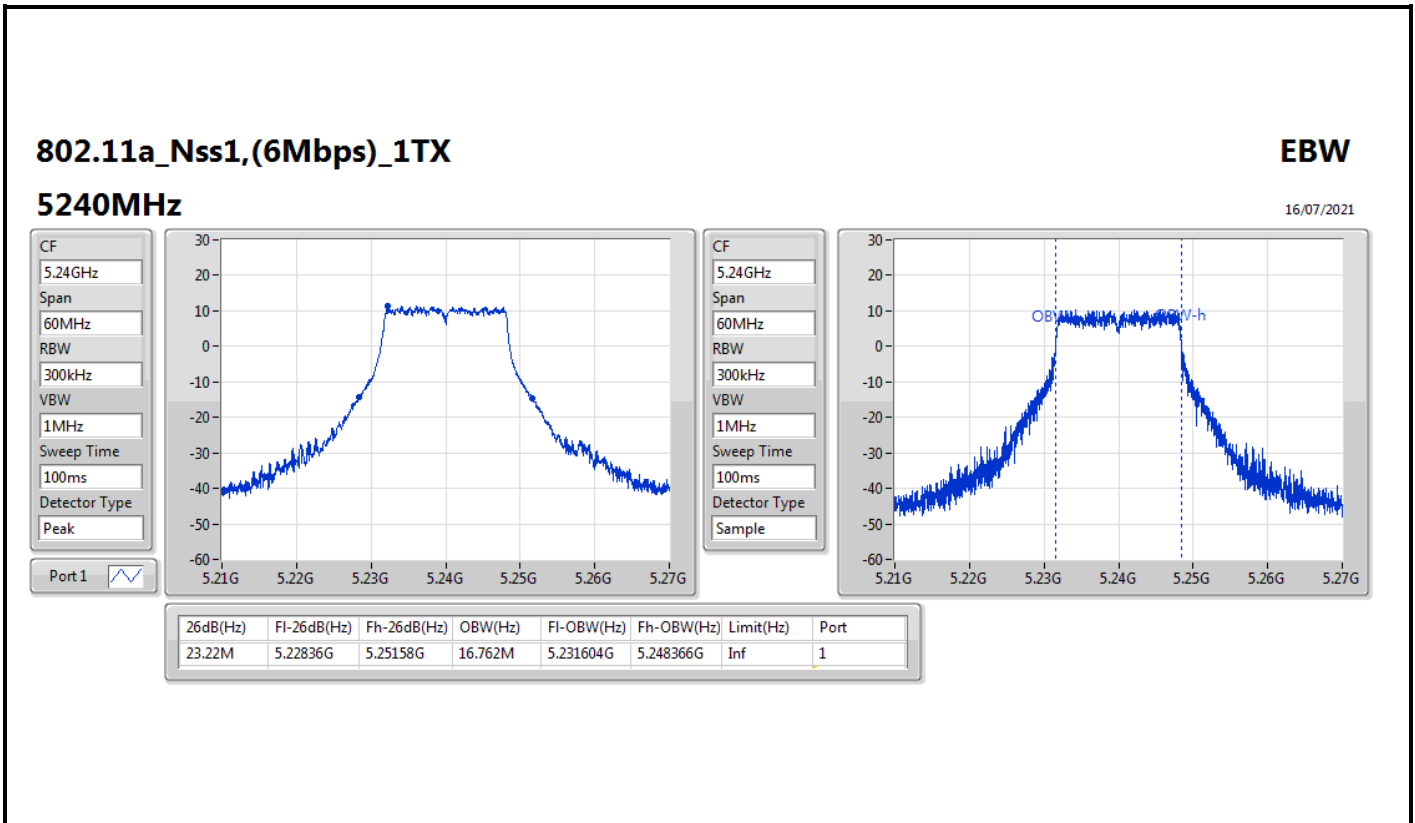 802.11a_Nss1,(6Mbps)_1TX
EBW
5240MHz
16/07/2021
CF
5.24GHz
Span
60MHz
RBW
300kHz
VBW
1MHz
Sweep Time
100ms
Detector Type
Peak
Port 1
30
20
10
0
-10
-20
-30
-40
-50
-60
5.21G 5.22G 5.23G 5.24G 5.25G 5.26G 5.27G
CF
5.24GHz
Span
60MHz
RBW
300kHz
VBW
1MHz
Sweep Time
100ms
Detector Type
Sample
30
20
10
0
-10
-20
-30
-40
-50
-60
5.21G 5.22G 5.23G 5.24G 5.25G 5.26G 5.27G
26dB(Hz) Fl-26dB(Hz) Fh-26dB(Hz) OBW(Hz) Fl-OBW(Hz) Fh-OBW(Hz) Limit(Hz) Port
23.22M 5.22836G 5.25158G 16.762M 5.231604G 5.248366G Inf 1